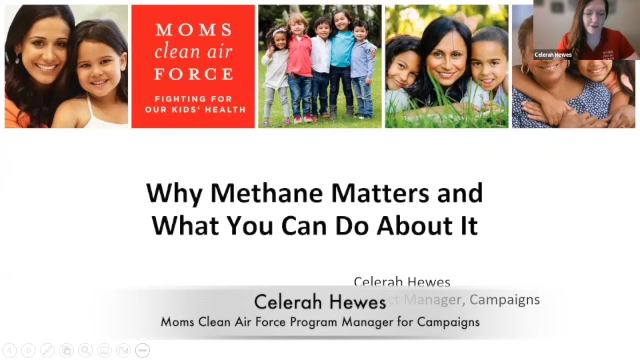 MOMS
clean air
FORCE
FIGHTING FOR
OUR KIDS' HEALTH
Celerah Hewes
Why Methane Matters and
What You Can Do About It
Celerah Hewes
Manager, Campaigns
Celerah Hewes
Moms Clean Air Force Program Manager for Campaigns